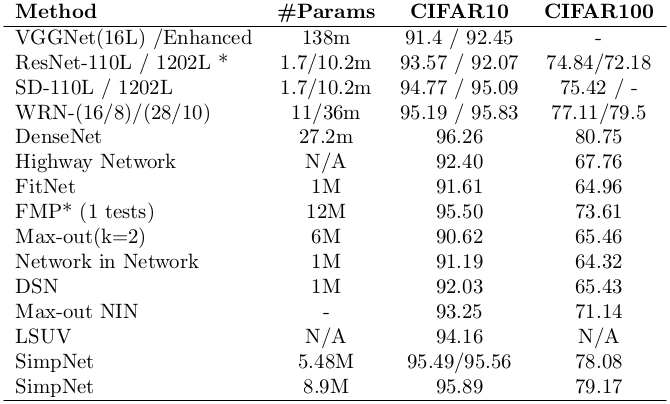 Method #Params CIFAR10 CIFAR100
VGGNet(16L) /Enhanced 138m 91.4 / 92.45 -
ResNet-110L / 1202L * 1.7/10.2m 93.57 / 92.07 74.84/72.18
SD-110L / 1202L 1.7/10.2m 94.77 / 95.09 75.42 / -
WRN-(16/8)/(28/10) 11/36m 95.19 / 95.83 77.11/79.5
DenseNet 27.2m 96.26 80.75
Highway Network N/A 92.40 67.76
FitNet 1M 91.61 64.96
FMP* (1 tests) 12M 95.50 73.61
Max-out(k=2) 6M 90.62 65.46
Network in Network 1M 91.19 64.32
DSN 1M 92.03 65.43
Max-out NIN - 93.25 71.14
LSUV N/A 94.16 N/A
SimpNet 5.48M 95.49/95.56 78.08
SimpNet 8.9M 95.89 79.17